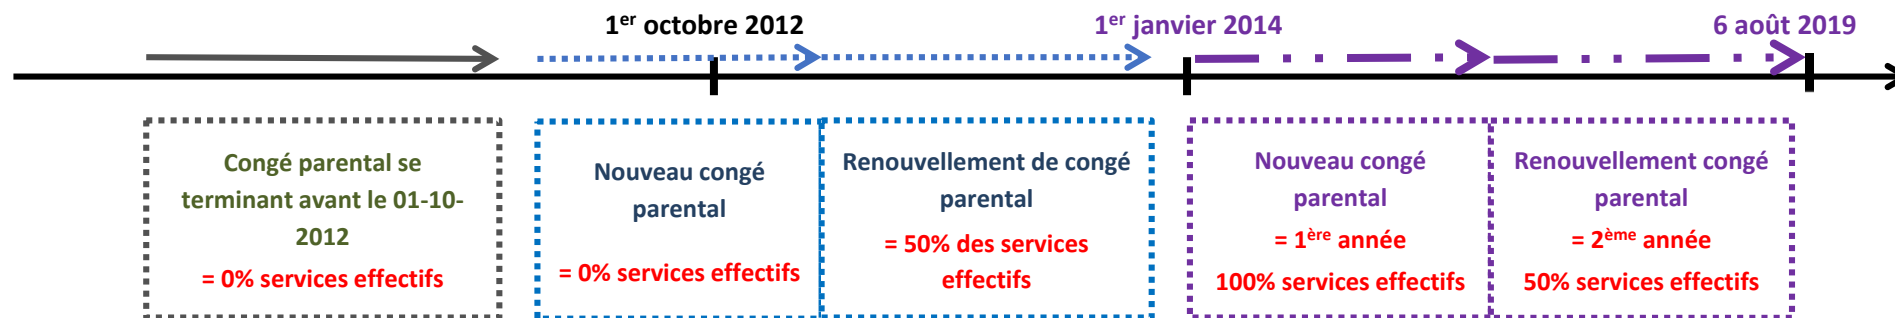 1er octobre 2012
1er janvier 2014
6 août 2019
Congé parental se
terminant avant le 01-10-
2012
= 0% services effectifs
Nouveau congé
parental
= 0% services effectifs
Renouvellement de congé
parental
= 50% des services
effectifs
Nouveau congé
parental
= 1ère année
100% services effectifs
Renouvellement congé
parental
= 2ème année
50% services effectifs